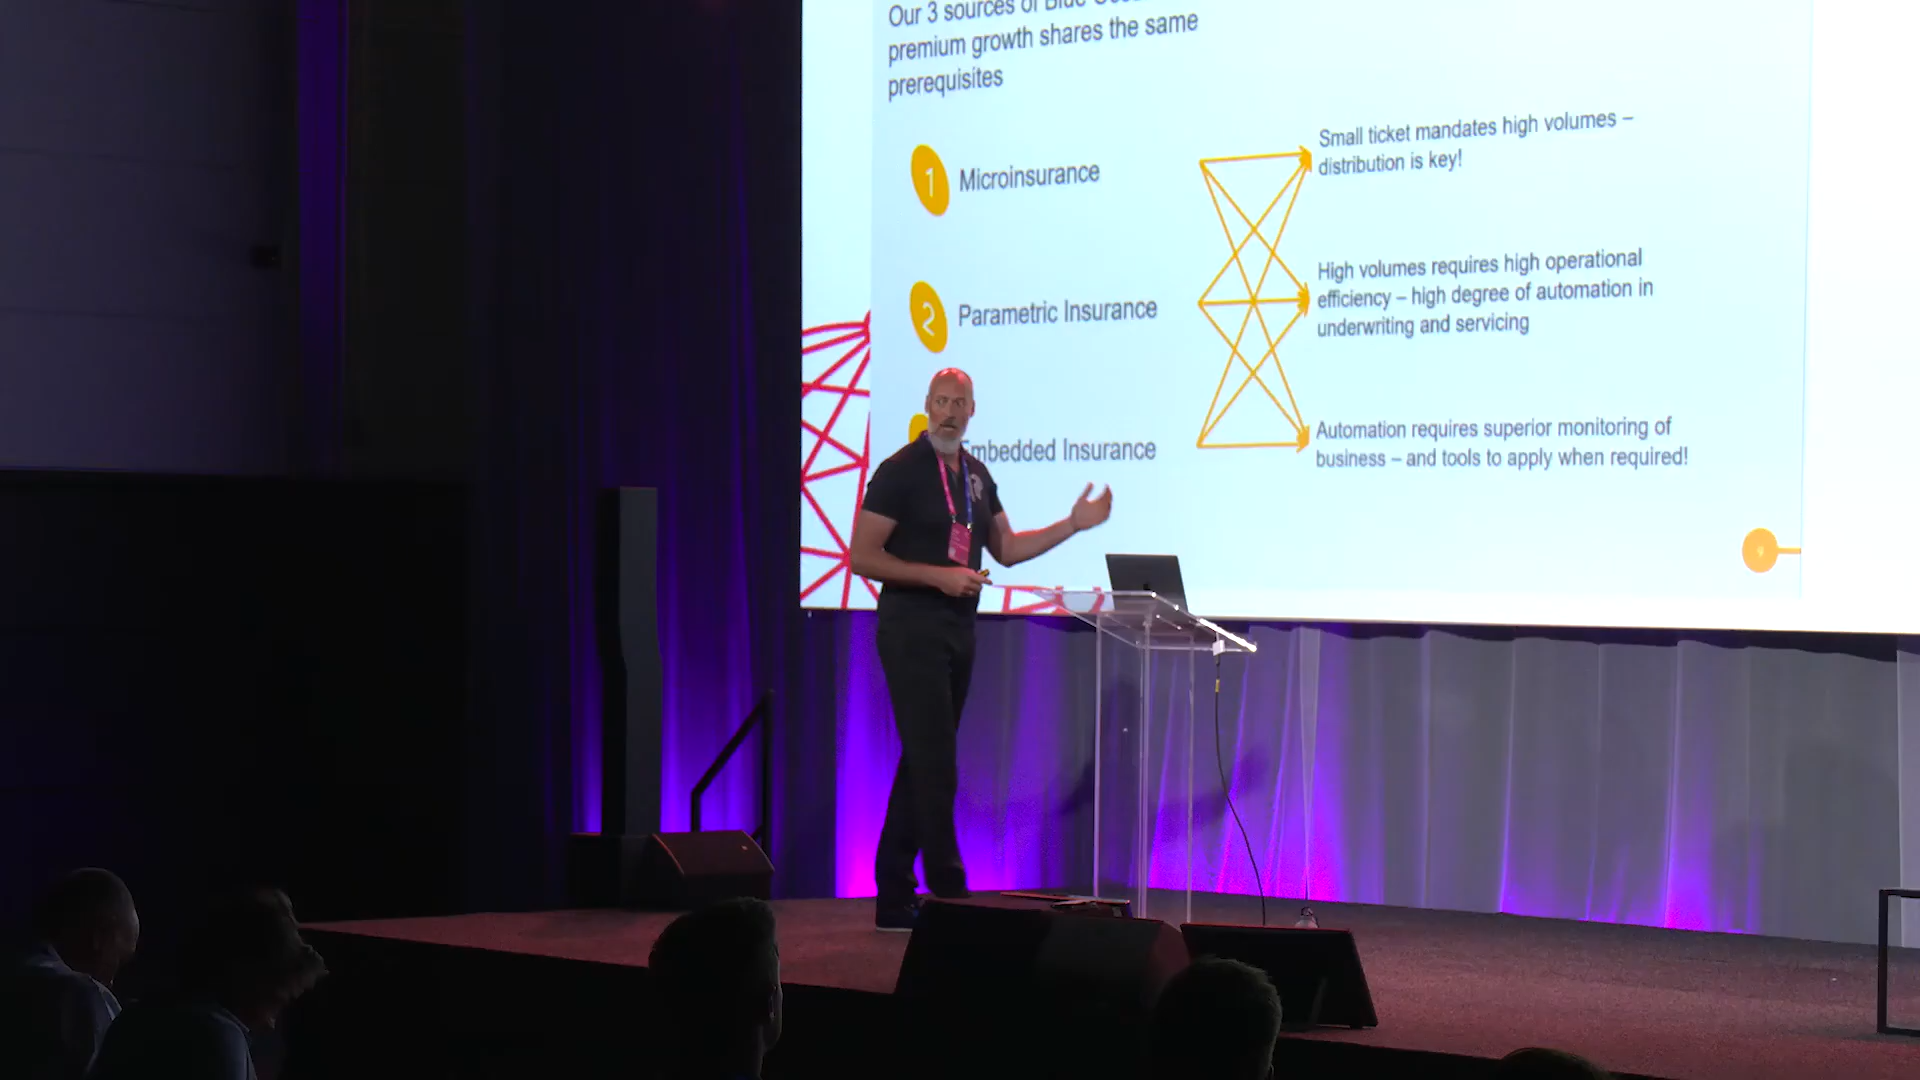 Our 3 sources of Blue
premium growth shares the same
prerequisites
1 Microinsurance
Small ticket mandates high volumes –
distribution is key!
2 Parametric Insurance
High volumes requires high operational
efficiency – high degree of automation in
underwriting and servicing
Embedded Insurance
Automation requires superior monitoring of
business – and tools to apply when required!